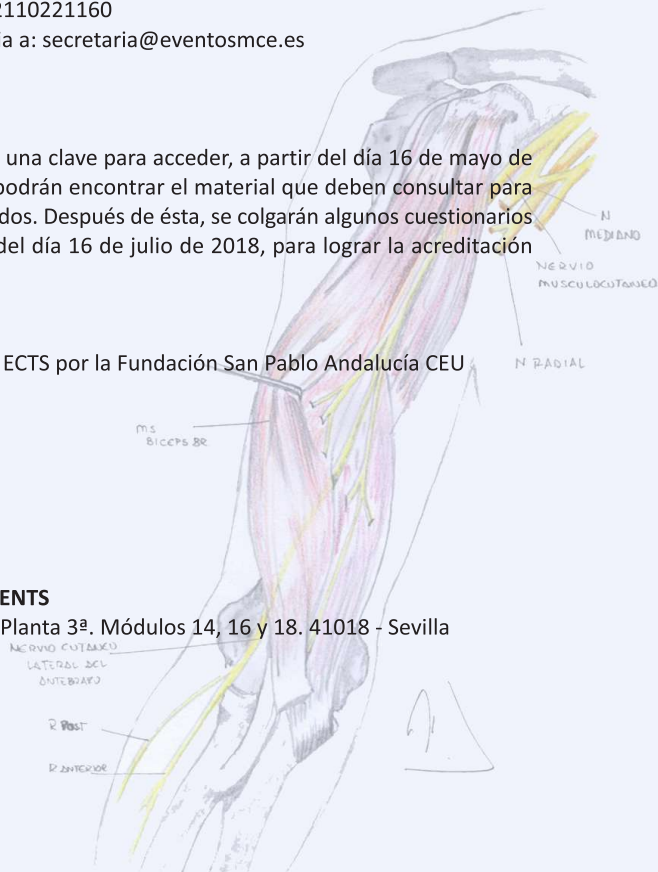 2110221160
ia a: secretaria@eventosmce.es
una clave para acceder, a partir del día 16 de mayo de
podrán encontrar el material que deben consultar para
dos. Después de ésta, se colgarán algunos cuestionarios
del día 16 de julio de 2018, para lograr la acreditación
N
MEDIANO
NERVIO
MUSCULOCUTANEO
ECTS por la Fundación San Pablo Andalucía CEU
N RADIAL
MS
BICEPS BR
ENTS
Planta 3ª. Módulos 14, 16 y 18. 41018 - Sevilla
NERVIO CUTANEO
LATERAL DEL
ANTEBRAZO
R POST
R ANTERIOR